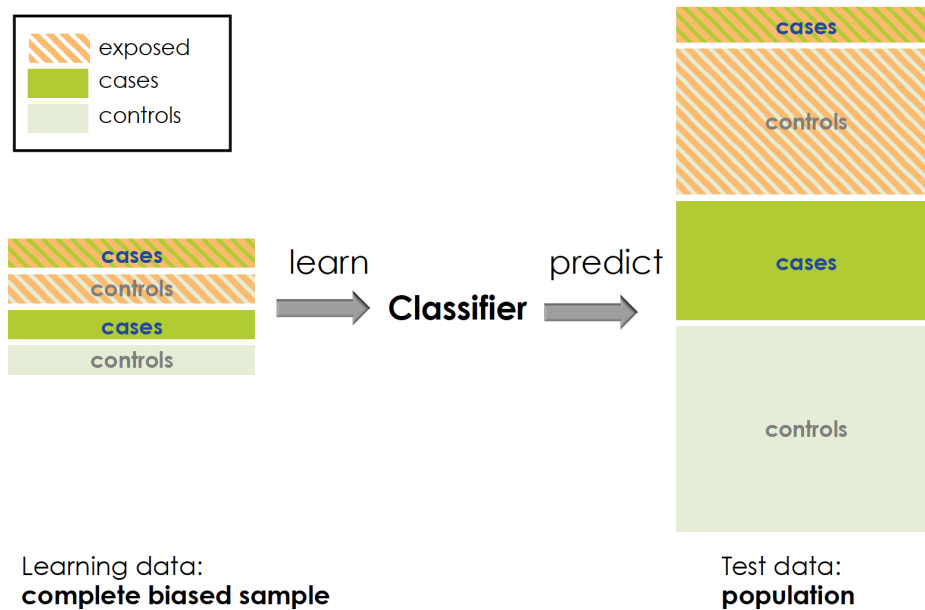 exposed
cases
controls
cases
controls
cases
controls
learn
Classifier
predict
cases
controls
cases
controls
Learning data:
complete biased sample
Test data:
population